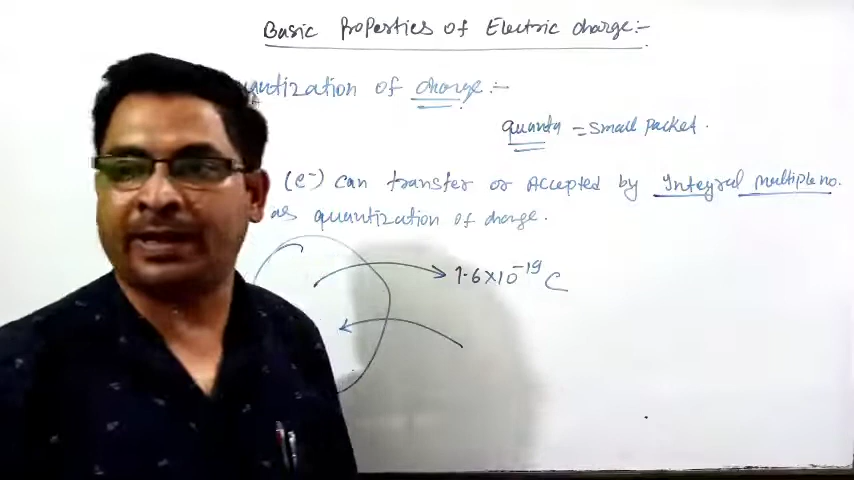 Basic Properties of Electric charge:-
of charge:-
quanta = small packet.
(e-) can transfer or Accepted by Integral multiple no.
as quantization of charge.
1.6×10⁻¹⁹ C